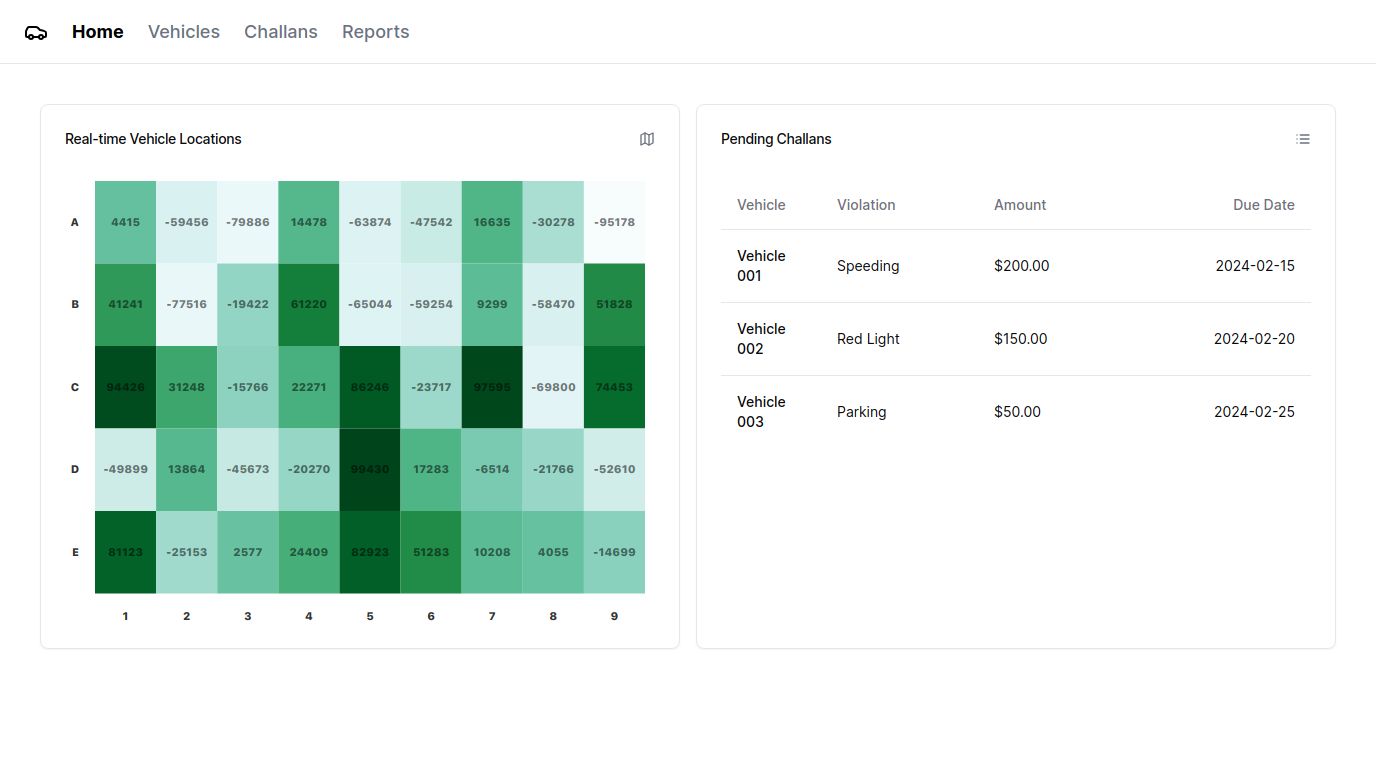 Home Vehicles Challans Reports
Real-time Vehicle Locations
A 4415 -59456 -79886 14478 -63874 -47542 16635 -30278 -95178
B 41241 -77516 -19422 61220 -65044 -59254 9299 -58470 51828
C 94426 31248 -15766 22271 86246 -23717 97595 -69800 74453
D -49899 13864 -45673 -20270 99430 17283 -6514 -21766 -52610
E 81123 -25153 2577 24409 82923 51283 10208 4055 -14699
1 2 3 4 5 6 7 8 9
Pending Challans
Vehicle Violation Amount Due Date
Vehicle
001 Speeding $200.00 2024-02-15
Vehicle
002 Red Light $150.00 2024-02-20
Vehicle
003 Parking $50.00 2024-02-25